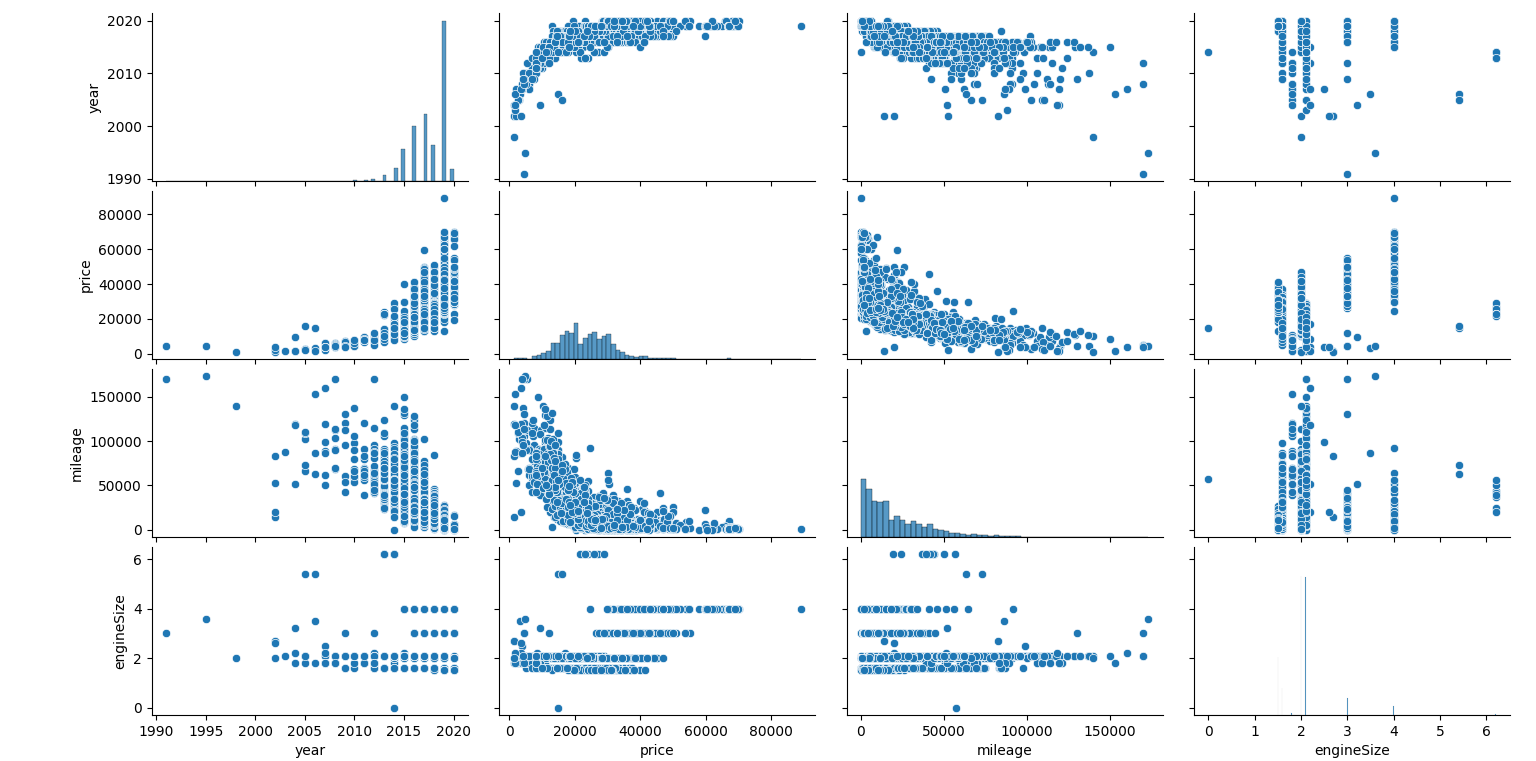 2020
2010
2000
1990
year
80000
60000
40000
20000
0
price
150000
100000
50000
0
mileage
6
4
2
0
engineSize
1990 1995 2000 2005 2010 2015 2020
0 20000 40000 60000 80000
0 50000 100000 150000
0 1 2 3 4 5 6
year price mileage engineSize